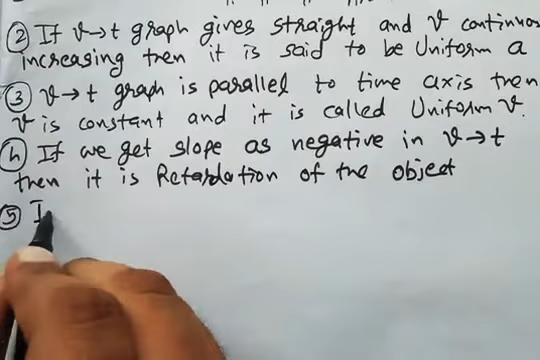 ② If v→t graph gives straight and v continuous
increasing then it is said to be Uniform a
③ v→t graph is parallel to time axis then
v is constant and it is called Uniform v.
④ If we get slope as negative in v→t
then it is Retardation of the object
⑤ I